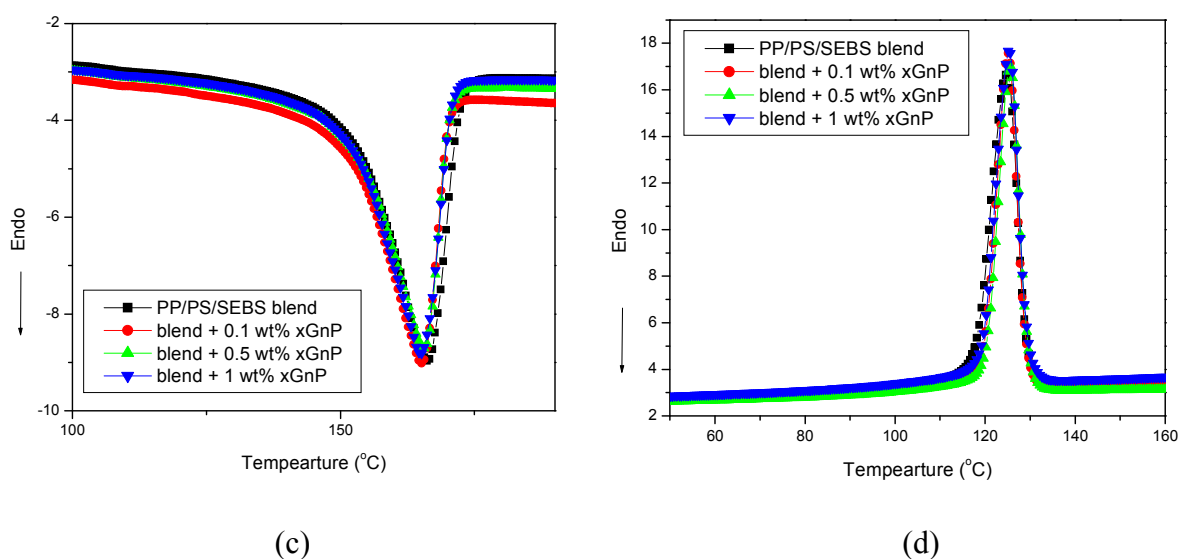 -2
-4
-6
-8
-10
Endo
PP/PS/SEBS blend
blend + 0.1 wt% xGnP
blend + 0.5 wt% xGnP
blend + 1 wt% xGnP
100
150
Tempearture (°C)
(c)
18
16
14
12
10
8
6
4
2
Endo
PP/PS/SEBS blend
blend + 0.1 wt% xGnP
blend + 0.5 wt% xGnP
blend + 1 wt% xGnP
60
80
100
120
140
160
Tempearture (°C)
(d)